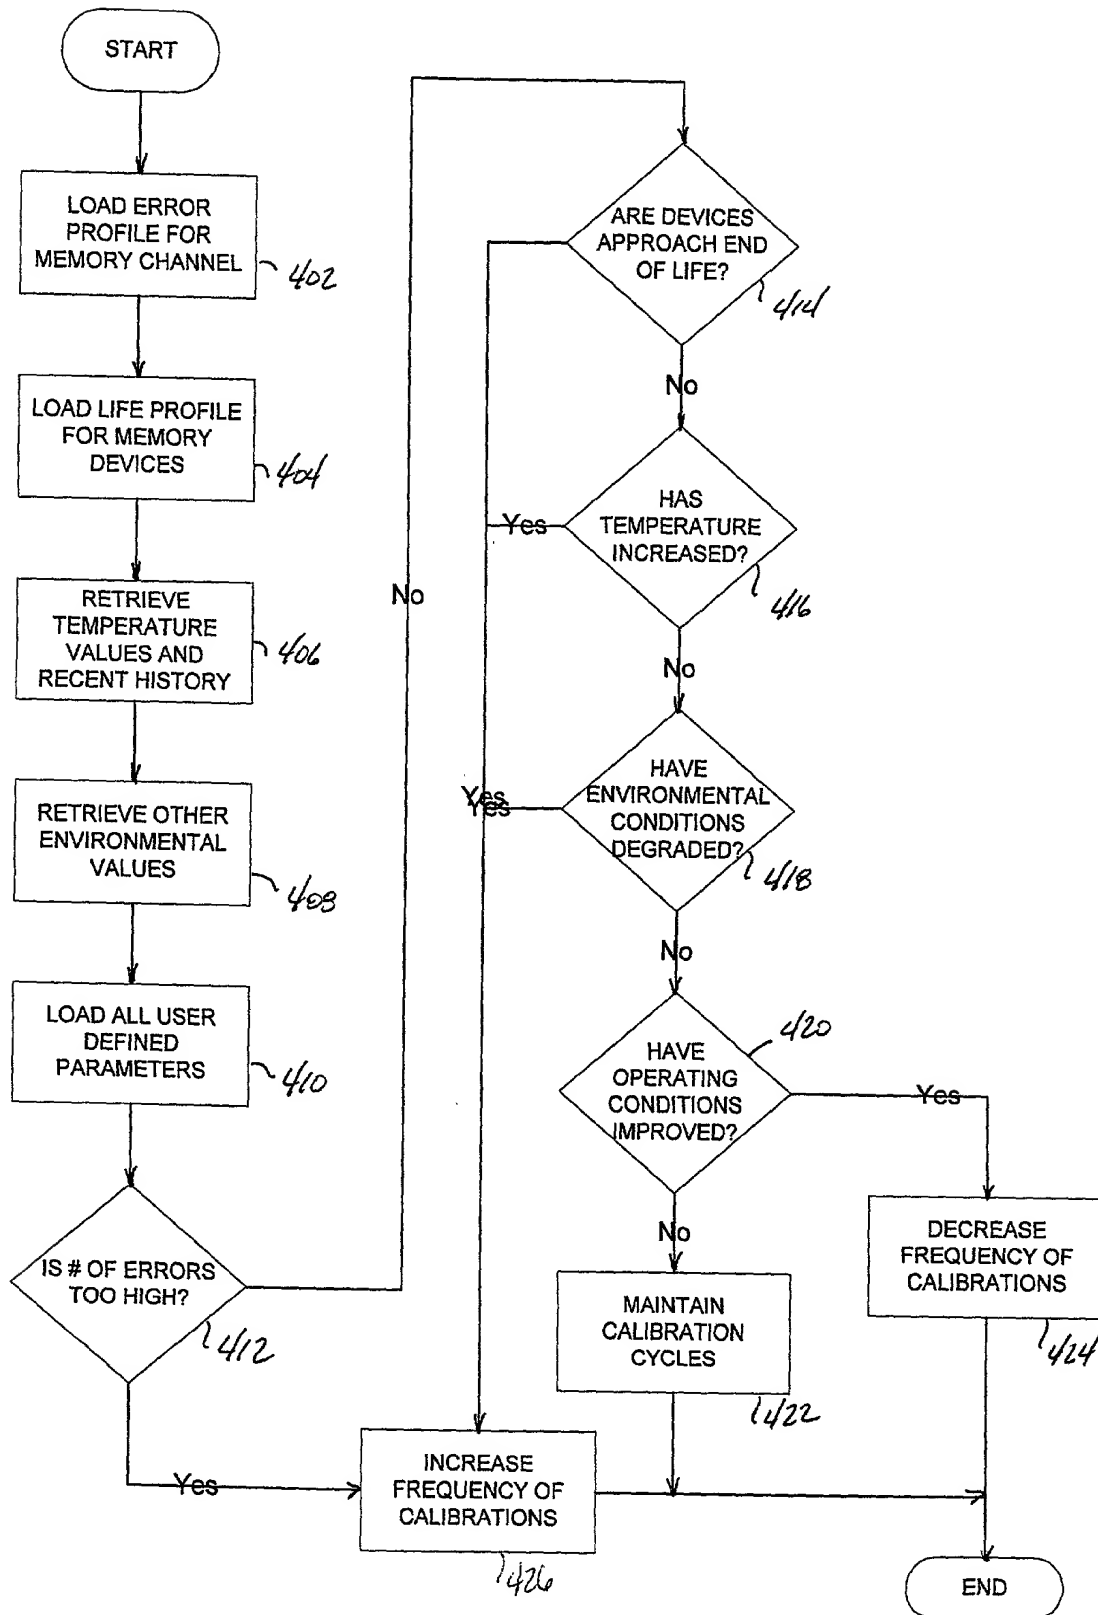 START
LOAD ERROR
PROFILE FOR
MEMORY CHANNEL
402
LOAD LIFE PROFILE
FOR MEMORY
DEVICES
404
RETRIEVE
TEMPERATURE
VALUES AND
RECENT HISTORY
406
RETRIEVE OTHER
ENVIRONMENTAL
VALUES
408
LOAD ALL USER
DEFINED
PARAMETERS
410
IS # OF ERRORS
TOO HIGH?
412
Yes
No
ARE DEVICES
APPROACH END
OF LIFE?
414
No
HAS
TEMPERATURE
INCREASED?
416
Yes
No
HAVE
ENVIRONMENTAL
CONDITIONS
DEGRADED?
418
Yes
Yes
No
HAVE
OPERATING
CONDITIONS
IMPROVED?
420
Yes
No
MAINTAIN
CALIBRATION
CYCLES
422
DECREASE
FREQUENCY OF
CALIBRATIONS
424
INCREASE
FREQUENCY OF
CALIBRATIONS
426
END